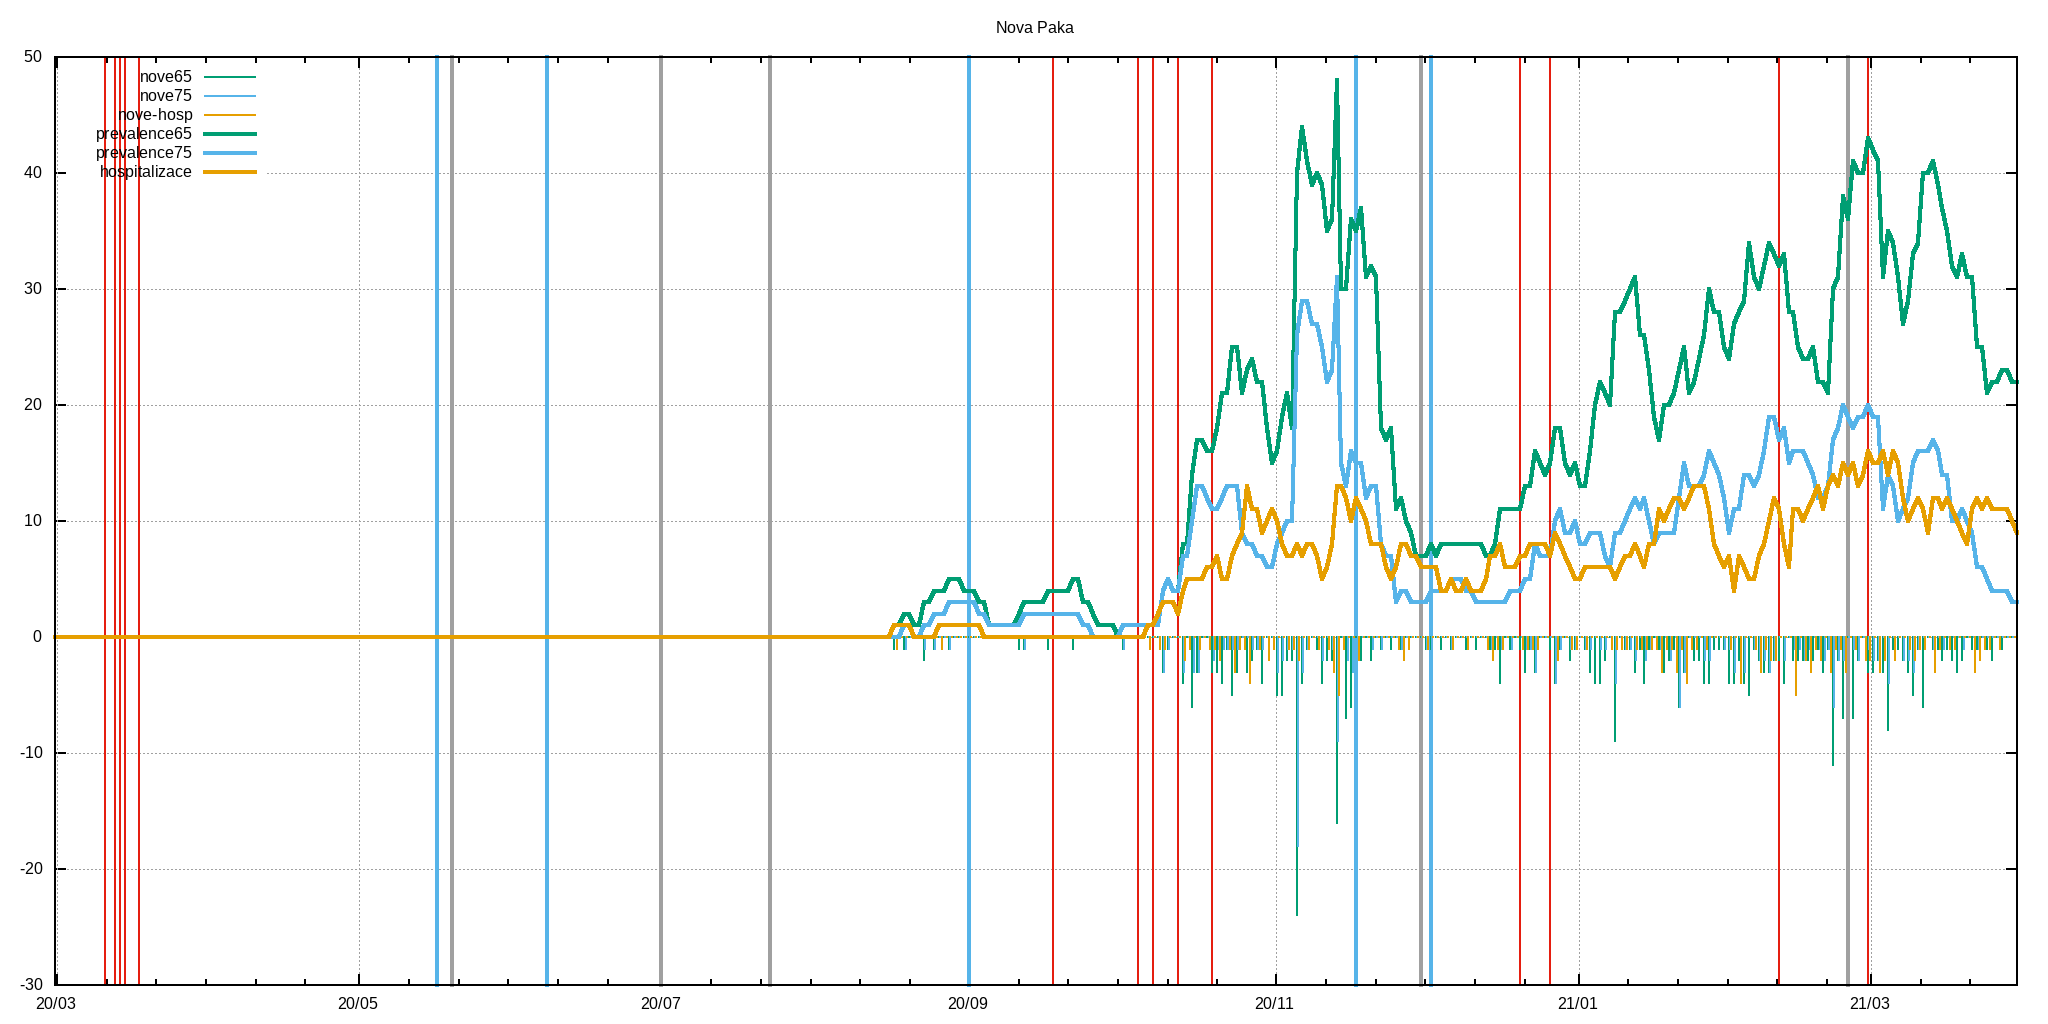 Nova Paka
50
40
30
20
10
0
-10
-20
-30
nove65
nove75
nove-hosp
prevalence65
prevalence75
hospitalizace
20/03 20/05 20/07 20/09 20/11 21/01 21/03